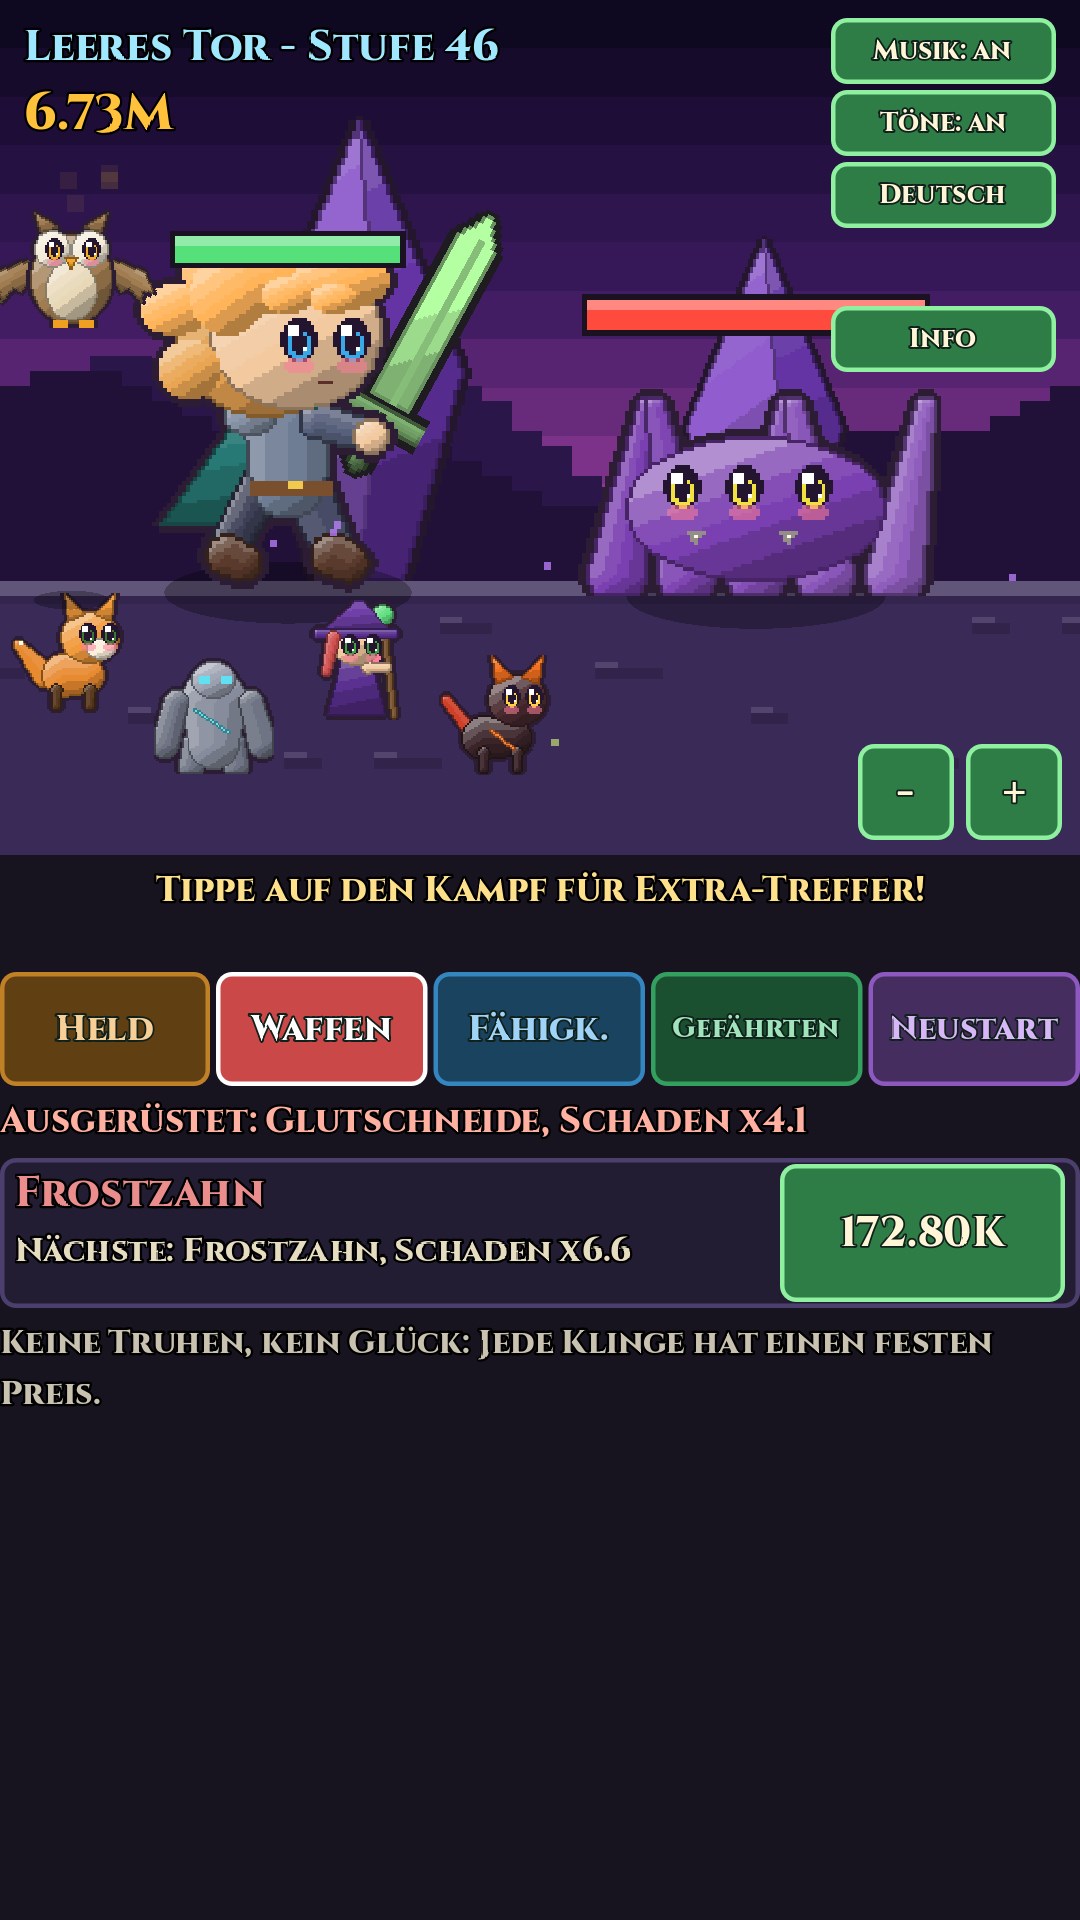 Leeres Tor - Stufe 46
6.73M
Musik: an
Töne: an
Deutsch
Info
-
+
Tippe auf den Kampf für Extra-Treffer!
Held
Waffen
Fähigk.
Gefährten
Neustart
Ausgerüstet: Glutschneide, Schaden x4.1
Frostzahn
Nächste: Frostzahn, Schaden x6.6
172.80K
Keine Truhen, kein Glück: Jede Klinge hat einen festen
Preis.